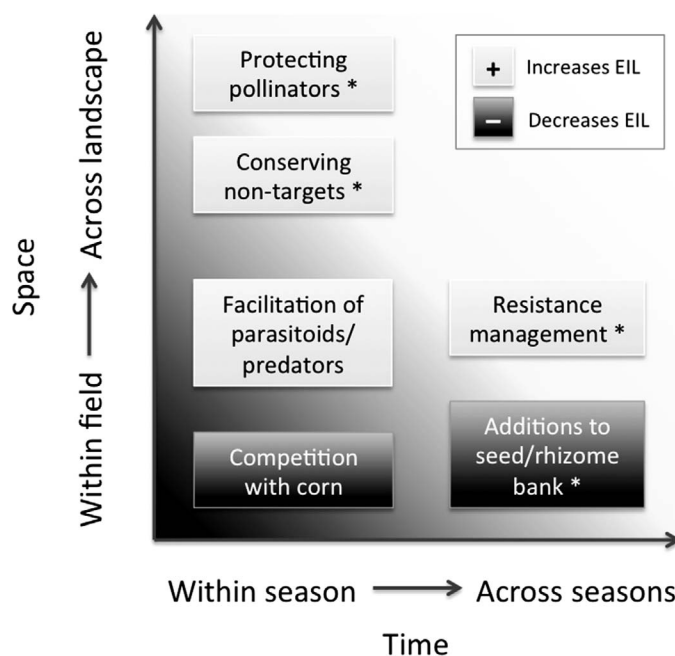 Protecting
pollinators *
Conserving
non-targets *
Facilitation of
parasitoids/
predators
Competition
with corn
Resistance
management *
Additions to
seed/rhizome
bank *
+ Increases EIL
− Decreases EIL
Space
Within field
Across landscape
Within season
Across seasons
Time